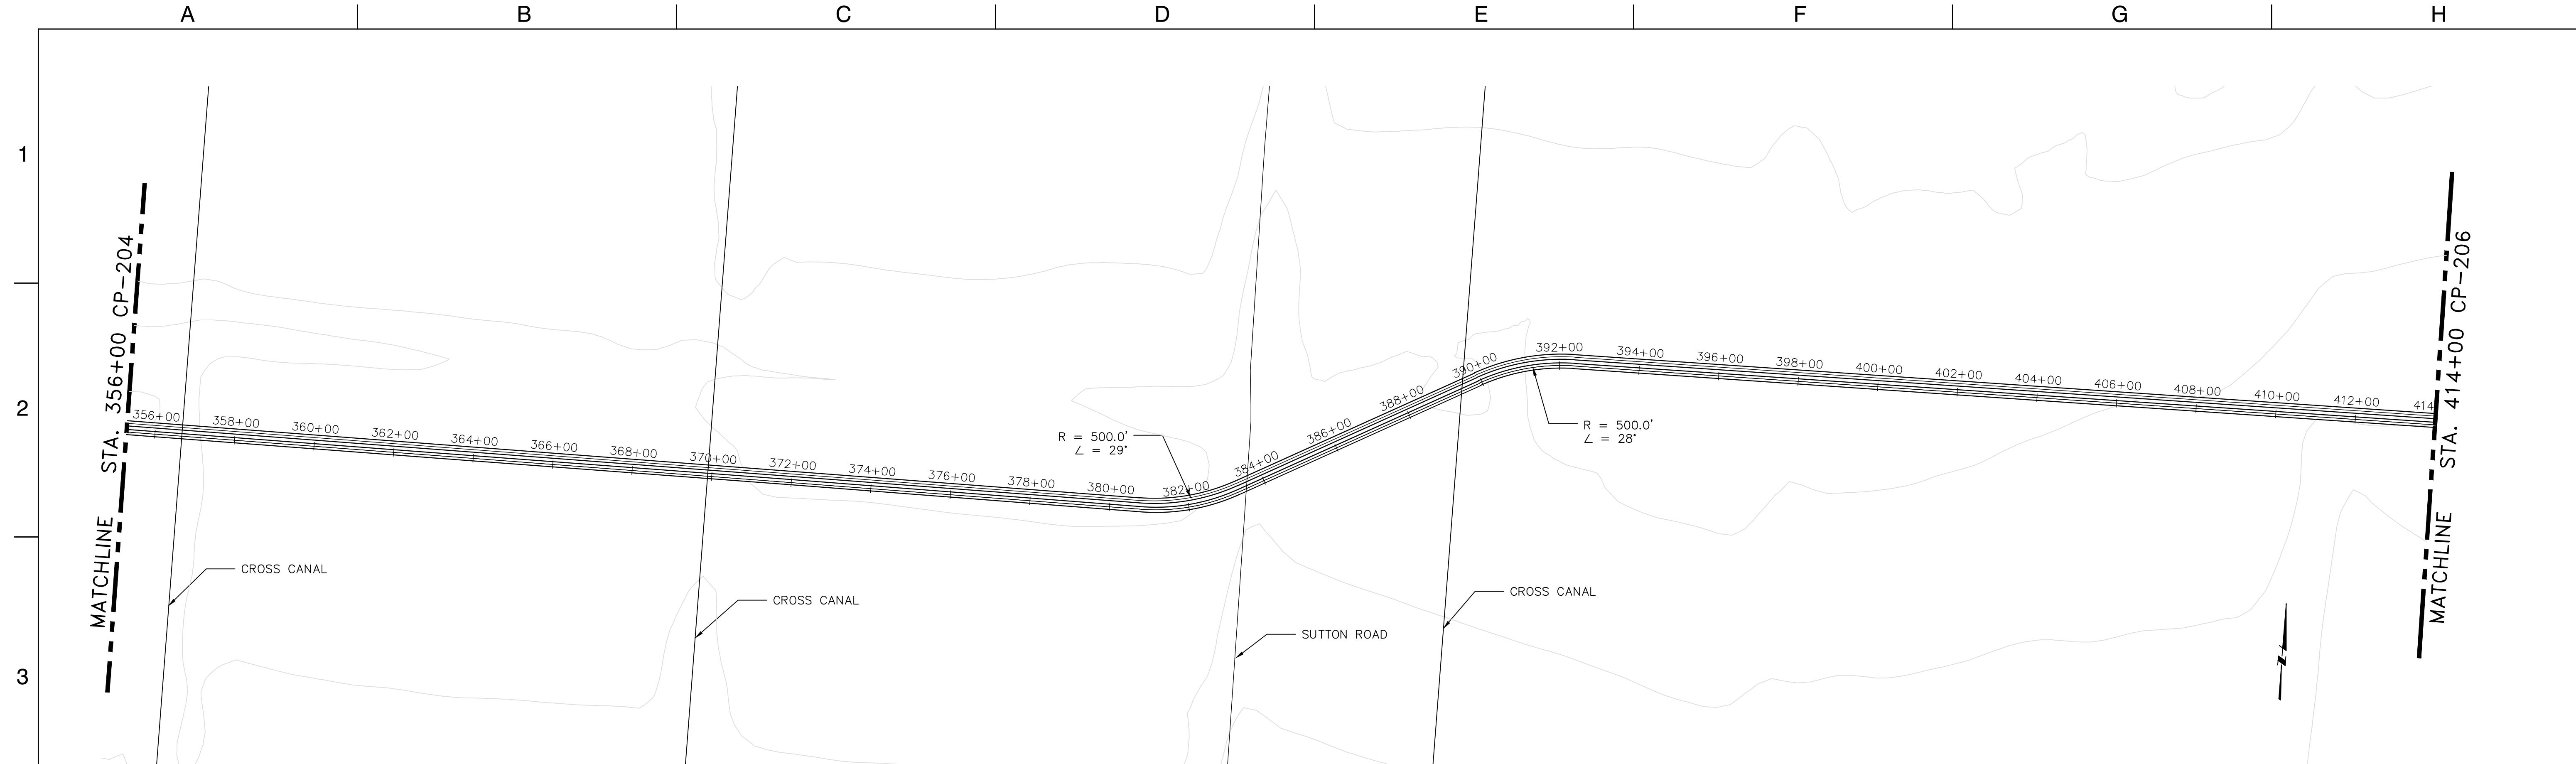 A B C D E F G H
1
2
3
MATCHLINE STA. 356+00 CP-204
356+00
358+00
360+00
362+00
364+00
366+00
368+00
370+00
372+00
374+00
376+00
378+00
380+00
382+00
384+00
386+00
388+00
390+00
392+00
394+00
396+00
398+00
400+00
402+00
404+00
406+00
408+00
410+00
412+00
414
R = 500.0'
∠ = 29°
R = 500.0'
∠ = 28°
CROSS CANAL
CROSS CANAL
SUTTON ROAD
CROSS CANAL
MATCHLINE STA. 414+00 CP-206
N